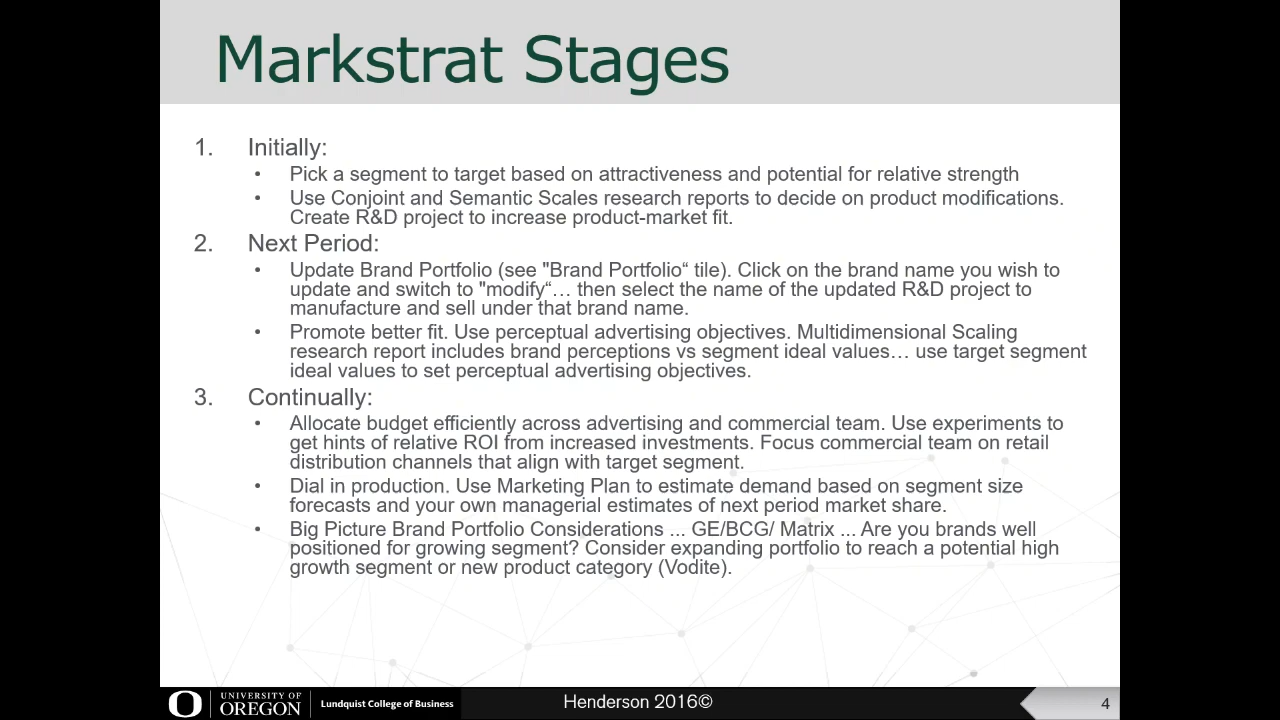 Markstrat Stages
1. Initially:
• Pick a segment to target based on attractiveness and potential for relative strength
• Use Conjoint and Semantic Scales research reports to decide on product modifications.
Create R&D project to increase product-market fit.
2. Next Period:
• Update Brand Portfolio (see "Brand Portfolio“ tile). Click on the brand name you wish to
update and switch to "modify“… then select the name of the updated R&D project to
manufacture and sell under that brand name.
• Promote better fit. Use perceptual advertising objectives. Multidimensional Scaling
research report includes brand perceptions vs segment ideal values… use target segment
ideal values to set perceptual advertising objectives.
3. Continually:
• Allocate budget efficiently across advertising and commercial team. Use experiments to
get hints of relative ROI from increased investments. Focus commercial team on retail
distribution channels that align with target segment.
• Dial in production. Use Marketing Plan to estimate demand based on segment size
forecasts and your own managerial estimates of next period market share.
• Big Picture Brand Portfolio Considerations ... GE/BCG/ Matrix ... Are you brands well
positioned for growing segment? Consider expanding portfolio to reach a potential high
growth segment or new product category (Vodite).
UNIVERSITY OF
OREGON
Lundquist College of Business
Henderson 2016©
4